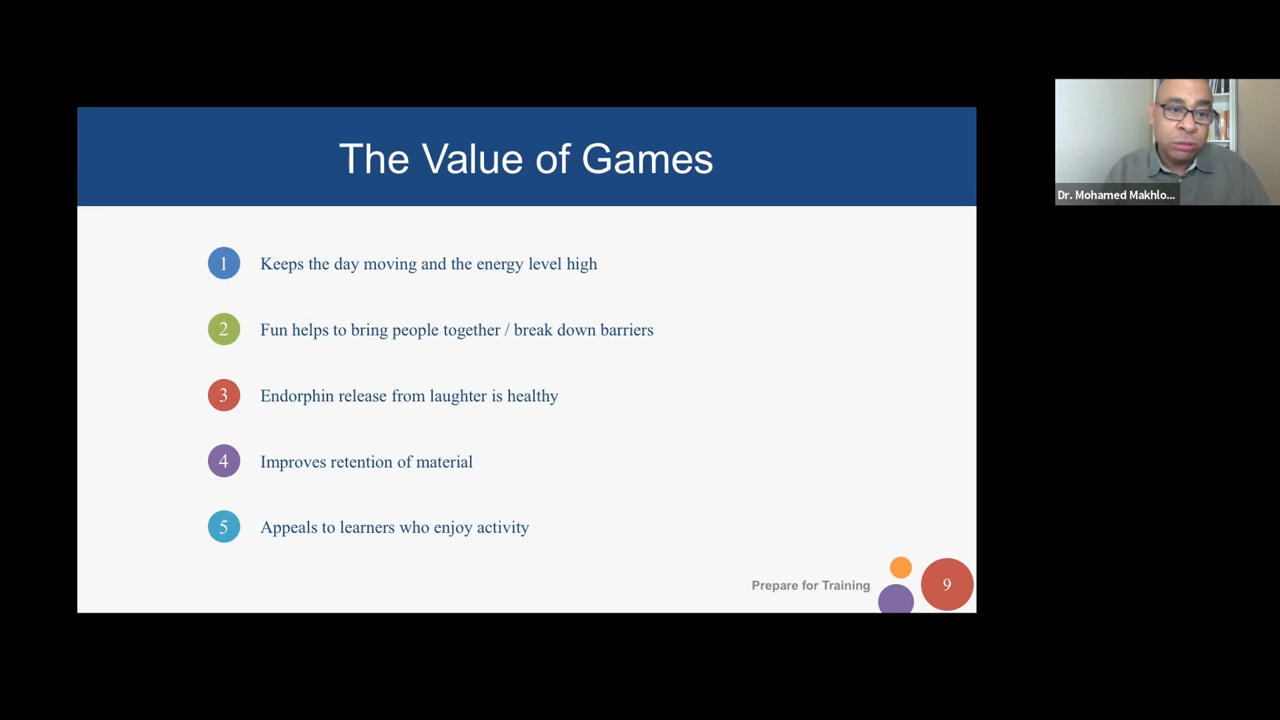 The Value of Games
1 Keeps the day moving and the energy level high
2 Fun helps to bring people together / break down barriers
3 Endorphin release from laughter is healthy
4 Improves retention of material
5 Appeals to learners who enjoy activity
Prepare for Training
9
Dr. Mohamed Makhlo...